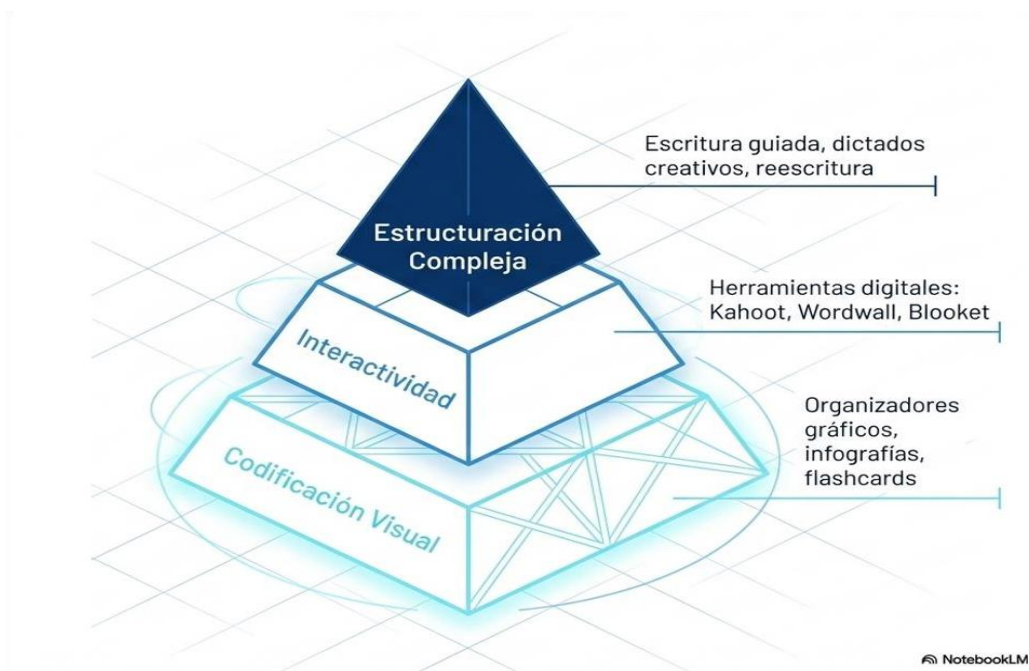 Escritura guiada, dictados
creativos, reescritura
Estructuración
Compleja
Herramientas digitales:
Kahoot, Wordwall, Blooket
Interactividad
Organizadores
gráficos,
infografías,
flashcards
Codificación Visual
NotebookLM